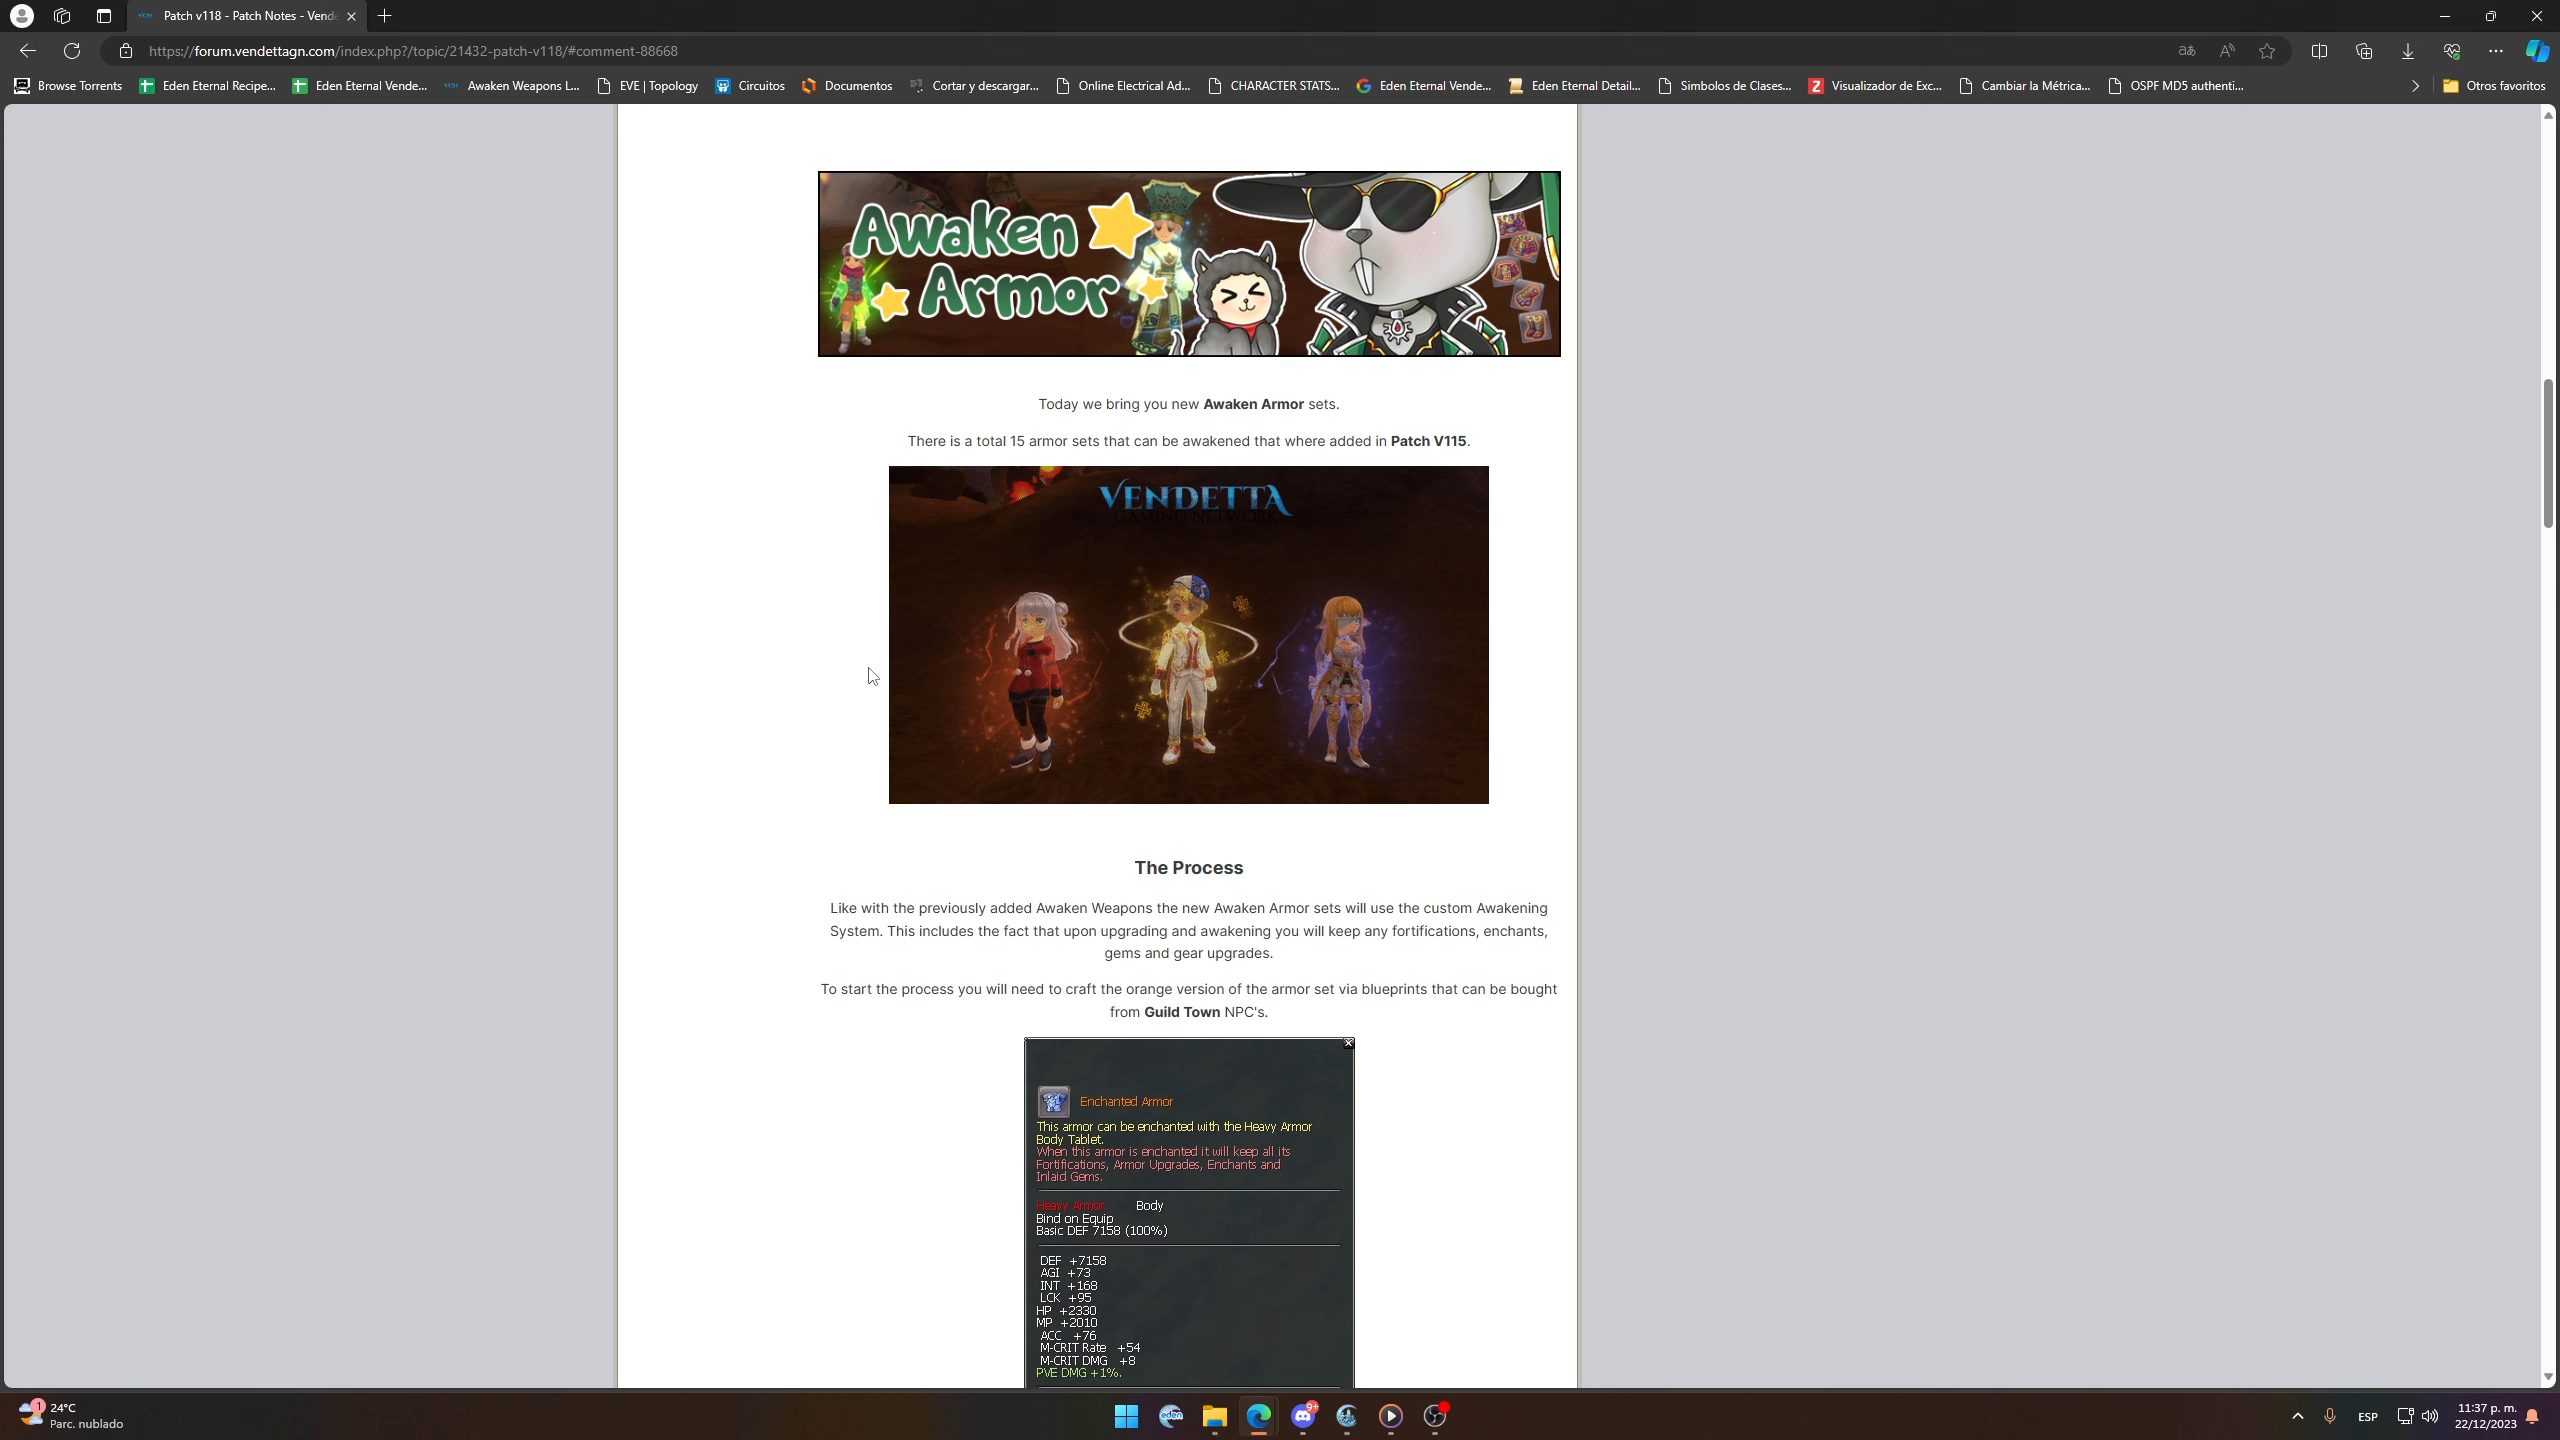 Patch v118 - Patch Notes - Vende
https://forum.vendettagn.com/index.php?/topic/21432-patch-v118/#comment-88668
Browse Torrents
Eden Eternal Recipe...
Eden Eternal Vende...
Awaken Weapons L...
EVE | Topology
Circuitos
Documentos
Cortar y descargar...
Online Electrical Ad...
CHARACTER STATS...
Eden Eternal Vende...
Eden Eternal Detail...
Simbolos de Clases...
Visualizador de Exc...
Cambiar la Métrica...
OSPF MD5 authenti...
Otros favoritos
Awaken
Armor
Today we bring you new Awaken Armor sets.
There is a total 15 armor sets that can be awakened that where added in Patch V115.
VENDETTA
GAMING NETWORK
The Process
Like with the previously added Awaken Weapons the new Awaken Armor sets will use the custom Awakening
System. This includes the fact that upon upgrading and awakening you will keep any fortifications, enchants,
gems and gear upgrades.
To start the process you will need to craft the orange version of the armor set via blueprints that can be bought
from Guild Town NPC's.
Enchanted Armor
This armor can be enchanted with the Heavy Armor
Body Tablet.
When this armor is enchanted it will keep all its
Fortifications, Armor Upgrades, Enchants and
Inlaid Gems.
Heavy Armor Body
Bind on Equip
Basic DEF 7158 (100%)
DEF +7158
AGI +73
INT +168
LCK +95
HP +2330
MP +2010
ACC +76
M-CRIT Rate +54
M-CRIT DMG +8
PVE DMG +1%.
1
24°C
Parc. nublado
eden
9+
ESP
11:37 p. m.
22/12/2023